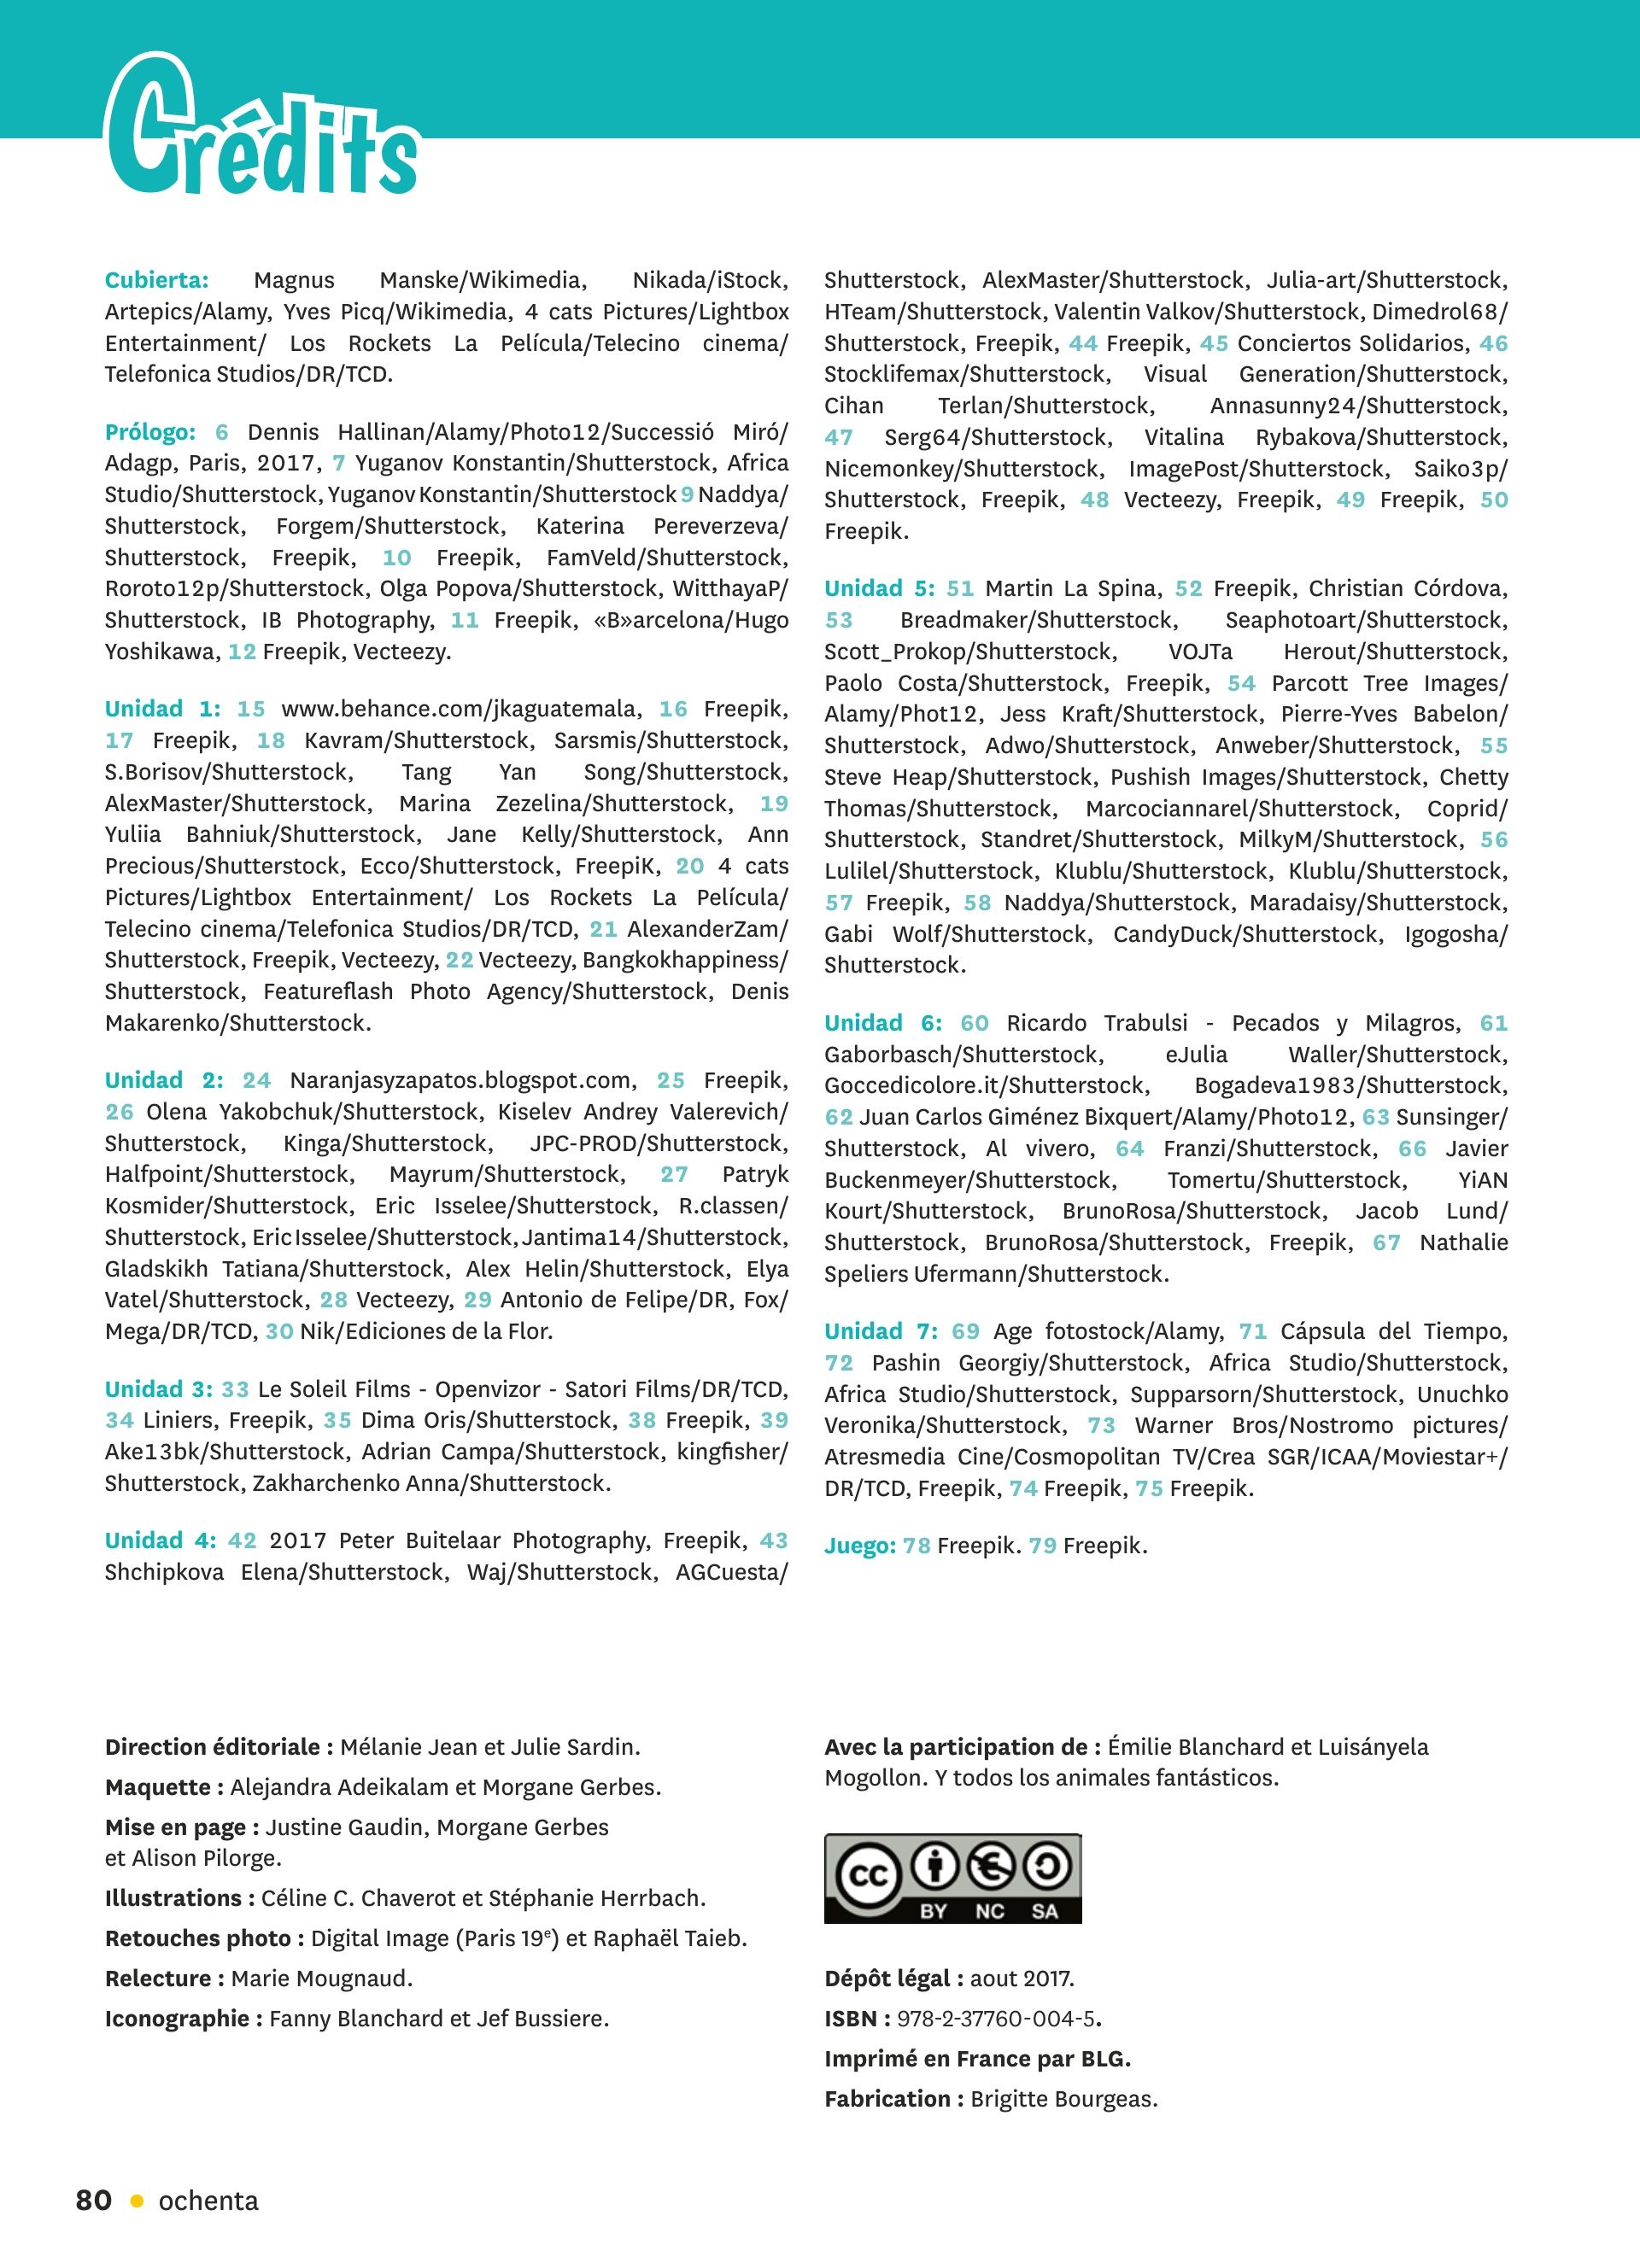 Crédits
Cubierta: Magnus Manske/Wikimedia, Nikada/iStock,
Artepics/Alamy, Yves Picq/Wikimedia, 4 cats Pictures/Lightbox
Entertainment/ Los Rockets La Película/Telecino cinema/
Telefonica Studios/DR/TCD.
Prólogo: 6 Dennis Hallinan/Alamy/Photo12/Successió Miró/
Adagp, Paris, 2017, 7 Yuganov Konstantin/Shutterstock, Africa
Studio/Shutterstock, Yuganov Konstantin/Shutterstock 9 Naddya/
Shutterstock, Forgem/Shutterstock, Katerina Pereverzeva/
Shutterstock, Freepik, 10 Freepik, FamVeld/Shutterstock,
Roroto12p/Shutterstock, Olga Popova/Shutterstock, WitthayaP/
Shutterstock, IB Photography, 11 Freepik, «B»arcelona/Hugo
Yoshikawa, 12 Freepik, Vecteezy.
Unidad 1: 15 www.behance.com/jkaguatemala, 16 Freepik,
17 Freepik, 18 Kavram/Shutterstock, Sarsmis/Shutterstock,
S.Borisov/Shutterstock, Tang Yan Song/Shutterstock,
AlexMaster/Shutterstock, Marina Zezelina/Shutterstock, 19
Yuliia Bahniuk/Shutterstock, Jane Kelly/Shutterstock, Ann
Precious/Shutterstock, Ecco/Shutterstock, FreepiK, 20 4 cats
Pictures/Lightbox Entertainment/ Los Rockets La Película/
Telecino cinema/Telefonica Studios/DR/TCD, 21 AlexanderZam/
Shutterstock, Freepik, Vecteezy, 22 Vecteezy, Bangkokhappiness/
Shutterstock, Featureflash Photo Agency/Shutterstock, Denis
Makarenko/Shutterstock.
Unidad 2: 24 Naranjasyzapatos.blogspot.com, 25 Freepik,
26 Olena Yakobchuk/Shutterstock, Kiselev Andrey Valerevich/
Shutterstock, Kinga/Shutterstock, JPC-PROD/Shutterstock,
Halfpoint/Shutterstock, Mayrum/Shutterstock, 27 Patryk
Kosmider/Shutterstock, Eric Isselee/Shutterstock, R.classen/
Shutterstock, Eric Isselee/Shutterstock, Jantima14/Shutterstock,
Gladskikh Tatiana/Shutterstock, Alex Helin/Shutterstock, Elya
Vatel/Shutterstock, 28 Vecteezy, 29 Antonio de Felipe/DR, Fox/
Mega/DR/TCD, 30 Nik/Ediciones de la Flor.
Unidad 3: 33 Le Soleil Films - Openvizor - Satori Films/DR/TCD,
34 Liniers, Freepik, 35 Dima Oris/Shutterstock, 38 Freepik, 39
Ake13bk/Shutterstock, Adrian Campa/Shutterstock, kingfisher/
Shutterstock, Zakharchenko Anna/Shutterstock.
Unidad 4: 42 2017 Peter Buitelaar Photography, Freepik, 43
Shchipkova Elena/Shutterstock, Waj/Shutterstock, AGCuesta/
Shutterstock, AlexMaster/Shutterstock, Julia-art/Shutterstock,
HTeam/Shutterstock, Valentin Valkov/Shutterstock, Dimedrol68/
Shutterstock, Freepik, 44 Freepik, 45 Conciertos Solidarios, 46
Stocklifemax/Shutterstock, Visual Generation/Shutterstock,
Cihan Terlan/Shutterstock, Annasunny24/Shutterstock,
47 Serg64/Shutterstock, Vitalina Rybakova/Shutterstock,
Nicemonkey/Shutterstock, ImagePost/Shutterstock, Saiko3p/
Shutterstock, Freepik, 48 Vecteezy, Freepik, 49 Freepik, 50
Freepik.
Unidad 5: 51 Martin La Spina, 52 Freepik, Christian Córdova,
53 Breadmaker/Shutterstock, Seaphotoart/Shutterstock,
Scott_Prokop/Shutterstock, VOJTa Herout/Shutterstock,
Paolo Costa/Shutterstock, Freepik, 54 Parcott Tree Images/
Alamy/Phot12, Jess Kraft/Shutterstock, Pierre-Yves Babelon/
Shutterstock, Adwo/Shutterstock, Anweber/Shutterstock, 55
Steve Heap/Shutterstock, Pushish Images/Shutterstock, Chetty
Thomas/Shutterstock, Marcociannarel/Shutterstock, Coprid/
Shutterstock, Standret/Shutterstock, MilkyM/Shutterstock, 56
Lulilel/Shutterstock, Klublu/Shutterstock, Klublu/Shutterstock,
57 Freepik, 58 Naddya/Shutterstock, Maradaisy/Shutterstock,
Gabi Wolf/Shutterstock, CandyDuck/Shutterstock, Igogosha/
Shutterstock.
Unidad 6: 60 Ricardo Trabulsi - Pecados y Milagros, 61
Gaborbasch/Shutterstock, eJulia Waller/Shutterstock,
Goccedicolore.it/Shutterstock, Bogadeva1983/Shutterstock,
62 Juan Carlos Giménez Bixquert/Alamy/Photo12, 63 Sunsinger/
Shutterstock, Al vivero, 64 Franzi/Shutterstock, 66 Javier
Buckenmeyer/Shutterstock, Tomertu/Shutterstock, YiAN
Kourt/Shutterstock, BrunoRosa/Shutterstock, Jacob Lund/
Shutterstock, BrunoRosa/Shutterstock, Freepik, 67 Nathalie
Speliers Ufermann/Shutterstock.
Unidad 7: 69 Age fotostock/Alamy, 71 Cápsula del Tiempo,
72 Pashin Georgiy/Shutterstock, Africa Studio/Shutterstock,
Africa Studio/Shutterstock, Supparsorn/Shutterstock, Unuchko
Veronika/Shutterstock, 73 Warner Bros/Nostromo pictures/
Atresmedia Cine/Cosmopolitan TV/Crea SGR/ICAA/Moviestar+/
DR/TCD, Freepik, 74 Freepik, 75 Freepik.
Juego: 78 Freepik. 79 Freepik.
Direction éditoriale : Mélanie Jean et Julie Sardin.
Maquette : Alejandra Adeikalam et Morgane Gerbes.
Mise en page : Justine Gaudin, Morgane Gerbes
et Alison Pilorge.
Illustrations : Céline C. Chaverot et Stéphanie Herrbach.
Retouches photo : Digital Image (Paris 19e) et Raphaël Taieb.
Relecture : Marie Mougnaud.
Iconographie : Fanny Blanchard et Jef Bussiere.
Avec la participation de : Émilie Blanchard et Luisányela
Mogollon. Y todos los animales fantásticos.
cc
BY NC SA
Dépôt légal : aout 2017.
ISBN : 978-2-37760-004-5.
Imprimé en France par BLG.
Fabrication : Brigitte Bourgeas.
80 • ochenta